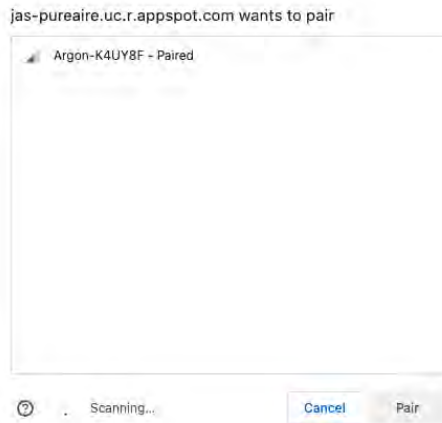 jas-pureaire.uc.r.appspot.com wants to pair
Argon-K4UY8F - Paired
Scanning...
Cancel
Pair